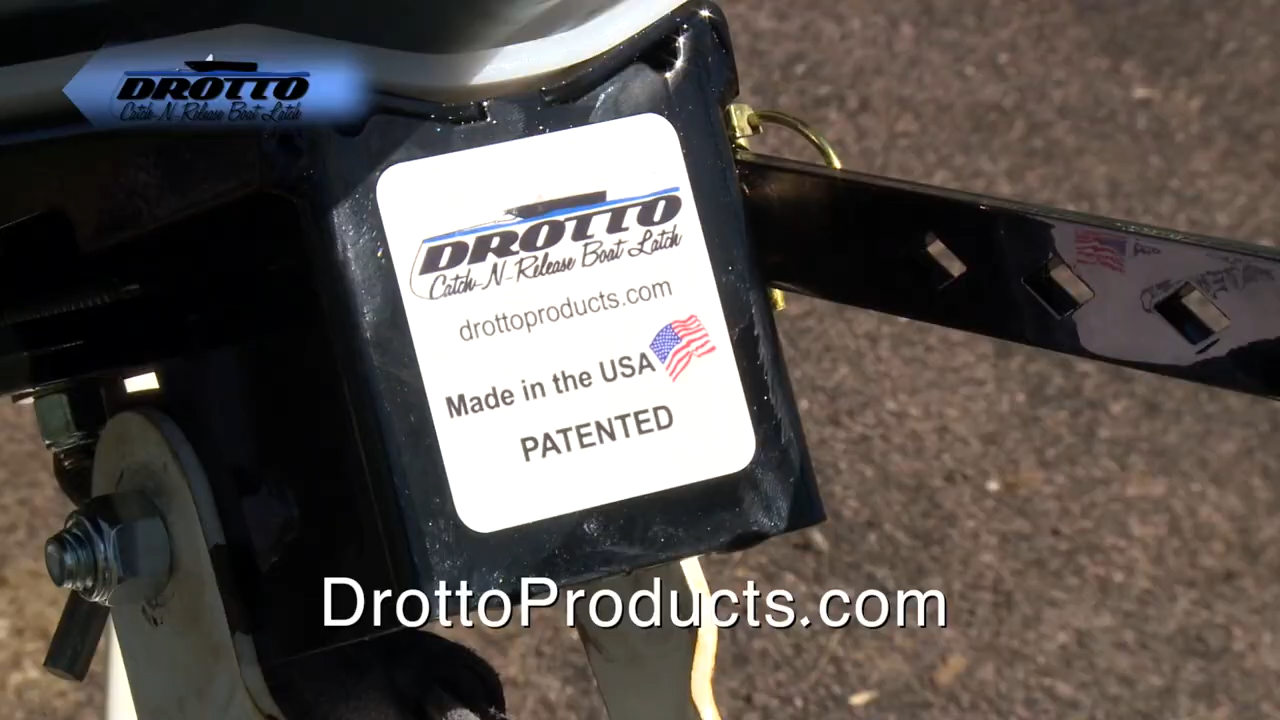 DROTTO
Catch-N-Release Boat Latch
DROTTO
Catch-N-Release Boat Latch
drottoproducts.com
Made in the USA
PATENTED
DrottoProducts.com